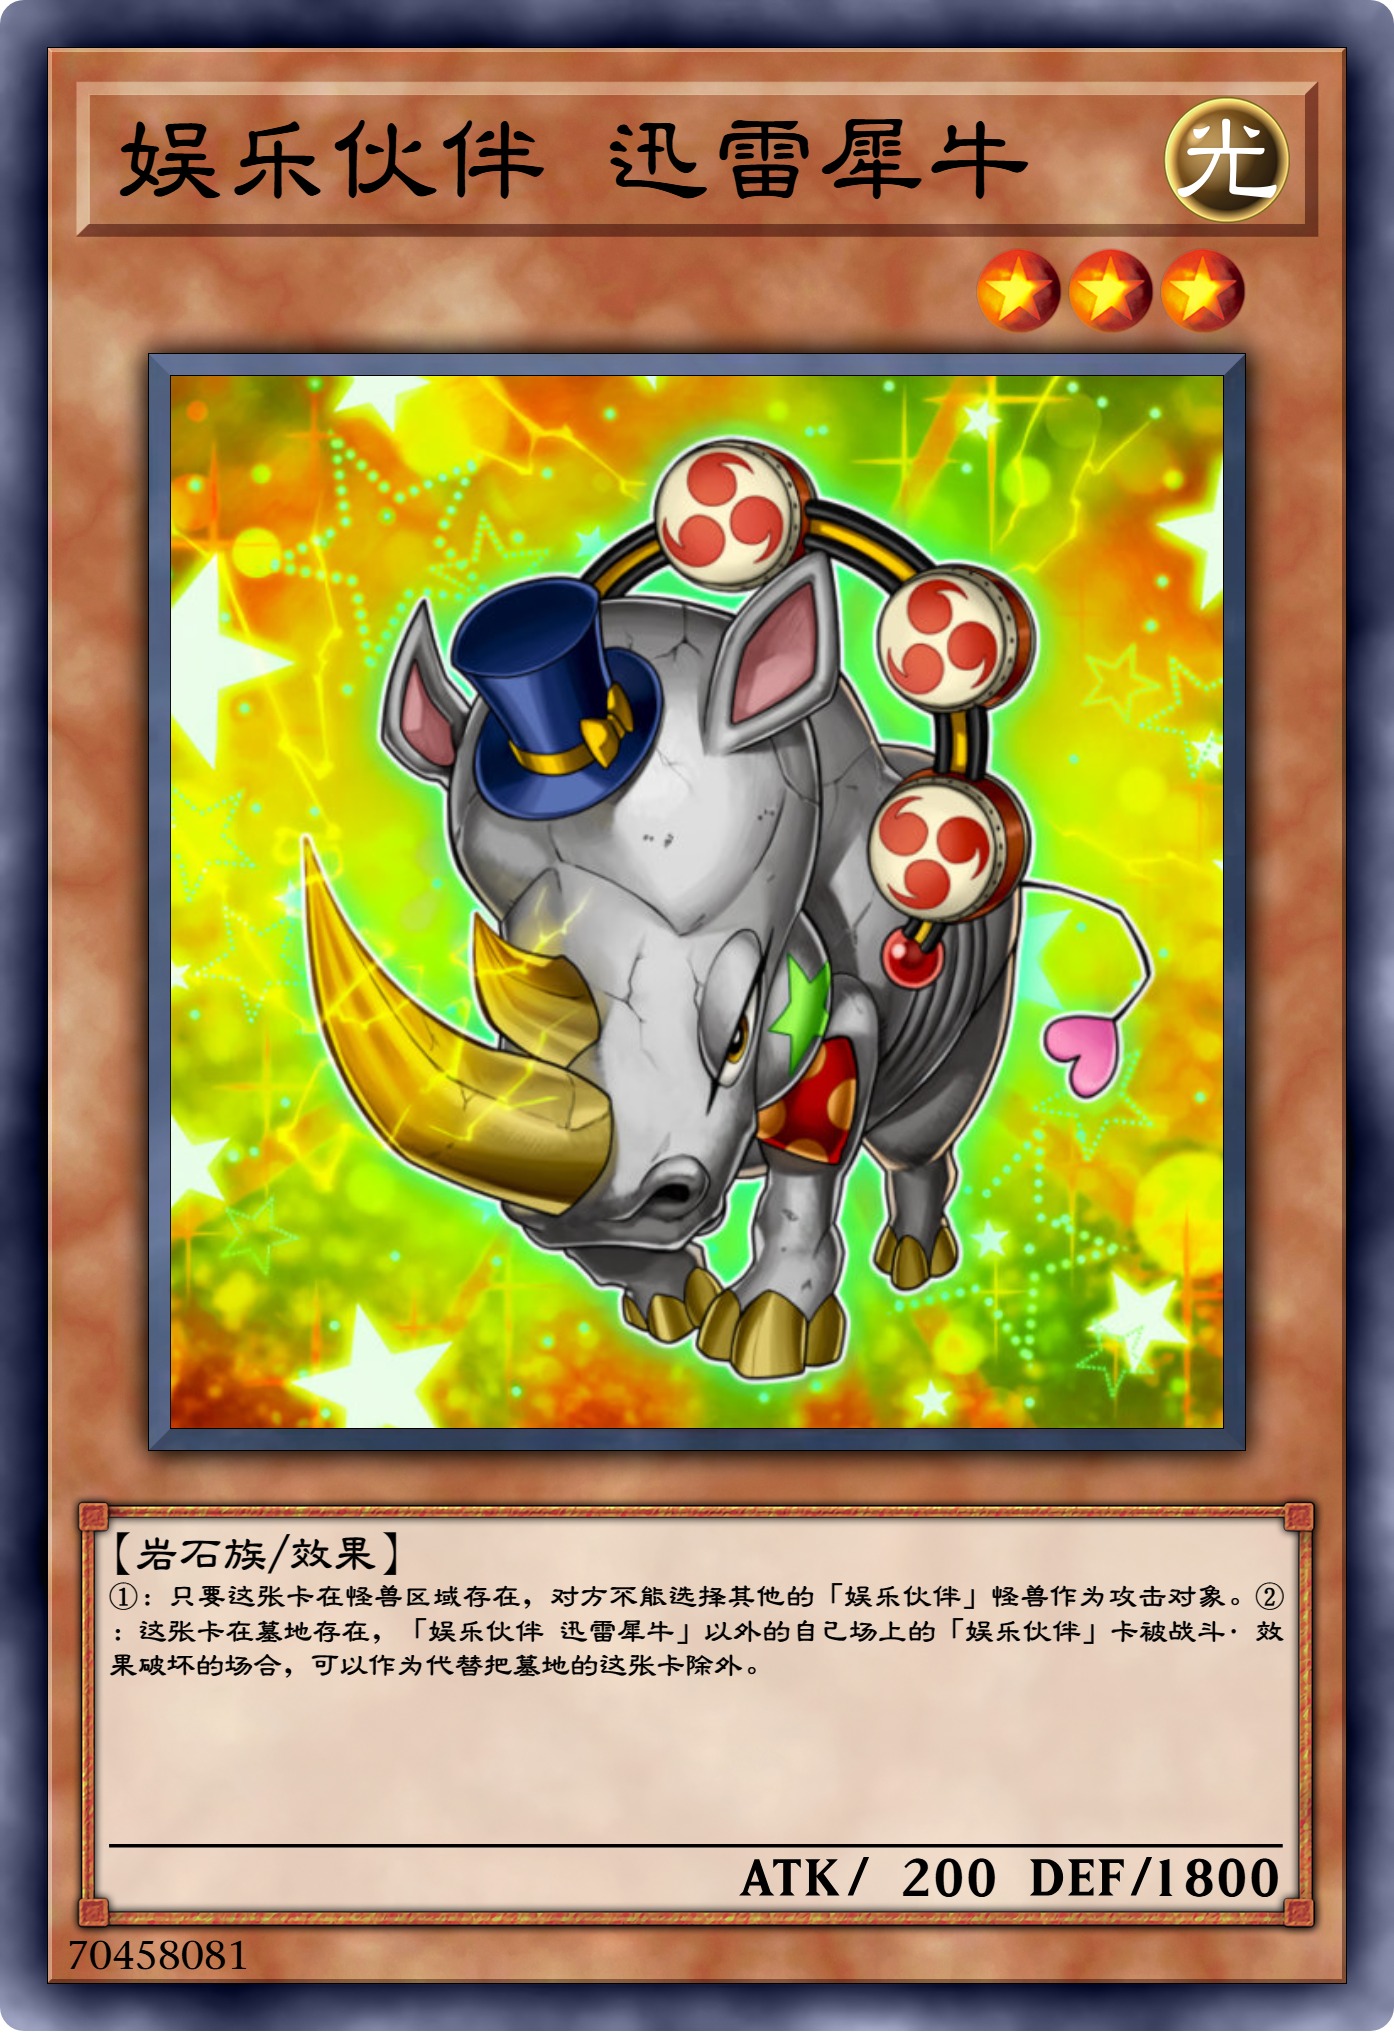 娱乐伙伴 迅雷犀牛
光
【岩石族/效果】
①：只要这张卡在怪兽区域存在，对方不能选择其他的「娱乐伙伴」怪兽作为攻击对象。②
：这张卡在墓地存在，「娱乐伙伴 迅雷犀牛」以外的自己场上的「娱乐伙伴」卡被战斗·效
果破坏的场合，可以作为代替把墓地的这张卡除外。
ATK/ 200 DEF/1800
70458081